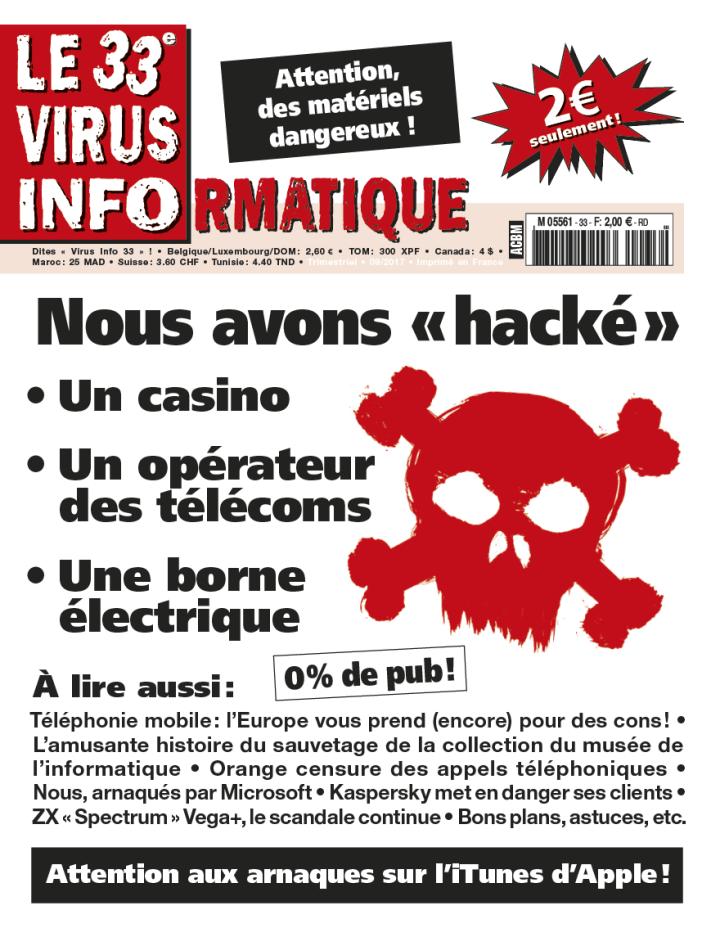 LE 33e
VIRUS
INFORMATIQUE
Attention,
des matériels
dangereux !
2€
seulement !
ACBM
M 05561 - 33 - F: 2,00 € - RD
Dites « Virus Info 33 » ! • Belgique/Luxembourg/DOM : 2,60 € • TOM : 300 XPF • Canada : 4 $ •
Maroc : 25 MAD • Suisse : 3.60 CHF • Tunisie : 4.40 TND • Trimestriel • 09/2017 • Imprimé en France
Nous avons « hacké »
• Un casino
• Un opérateur
des télécoms
• Une borne
électrique
0% de pub !
À lire aussi :
Téléphonie mobile : l’Europe vous prend (encore) pour des cons ! •
L’amusante histoire du sauvetage de la collection du musée de
l’informatique • Orange censure des appels téléphoniques •
Nous, arnaqués par Microsoft • Kaspersky met en danger ses clients •
ZX « Spectrum » Vega+, le scandale continue • Bons plans, astuces, etc.
Attention aux arnaques sur l’iTunes d’Apple !